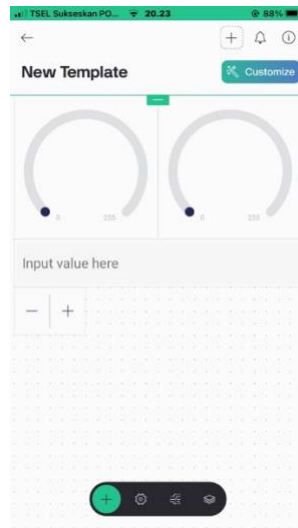 TSEL Sukseskan PO... 20.23 88%
New Template
Customize
0 255 0 255
Input value here